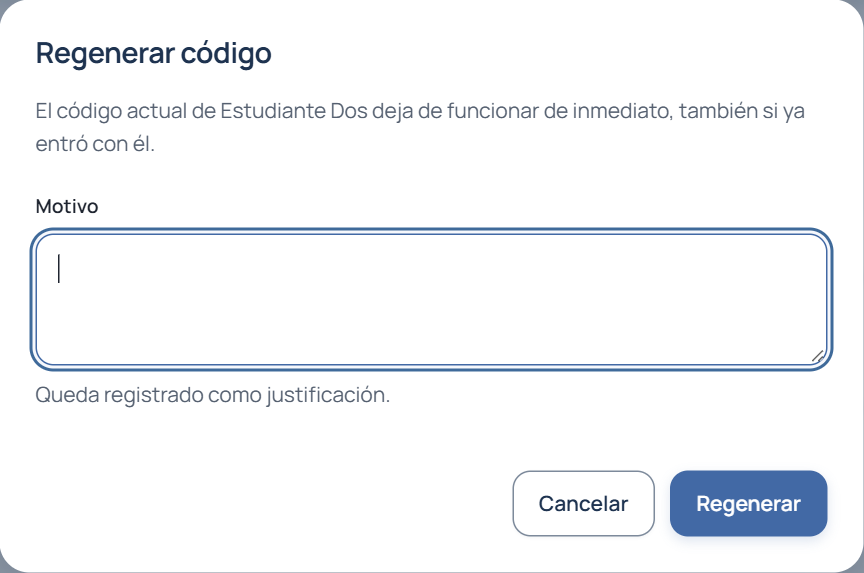 Regenerar código
El código actual de Estudiante Dos deja de funcionar de inmediato, también si ya
entró con él.
Motivo
Queda registrado como justificación.
Cancelar
Regenerar